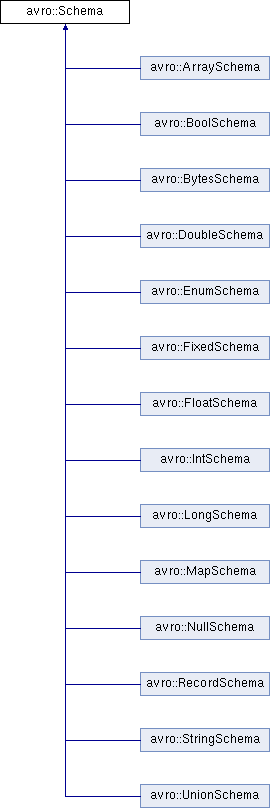 avro::Schema
avro::ArraySchema
avro::BoolSchema
avro::BytesSchema
avro::DoubleSchema
avro::EnumSchema
avro::FixedSchema
avro::FloatSchema
avro::IntSchema
avro::LongSchema
avro::MapSchema
avro::NullSchema
avro::RecordSchema
avro::StringSchema
avro::UnionSchema